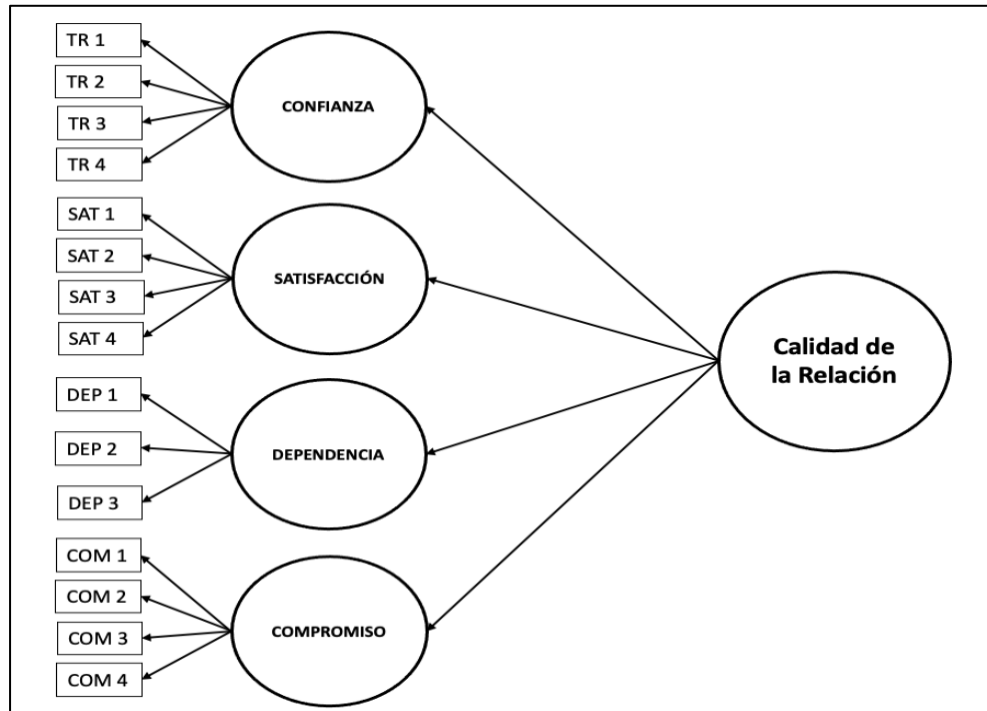 TR 1
TR 2
TR 3
TR 4
CONFIANZA
SAT 1
SAT 2
SAT 3
SAT 4
SATISFACCIÓN
DEP 1
DEP 2
DEP 3
DEPENDENCIA
COM 1
COM 2
COM 3
COM 4
COMPROMISO
Calidad de
la Relación